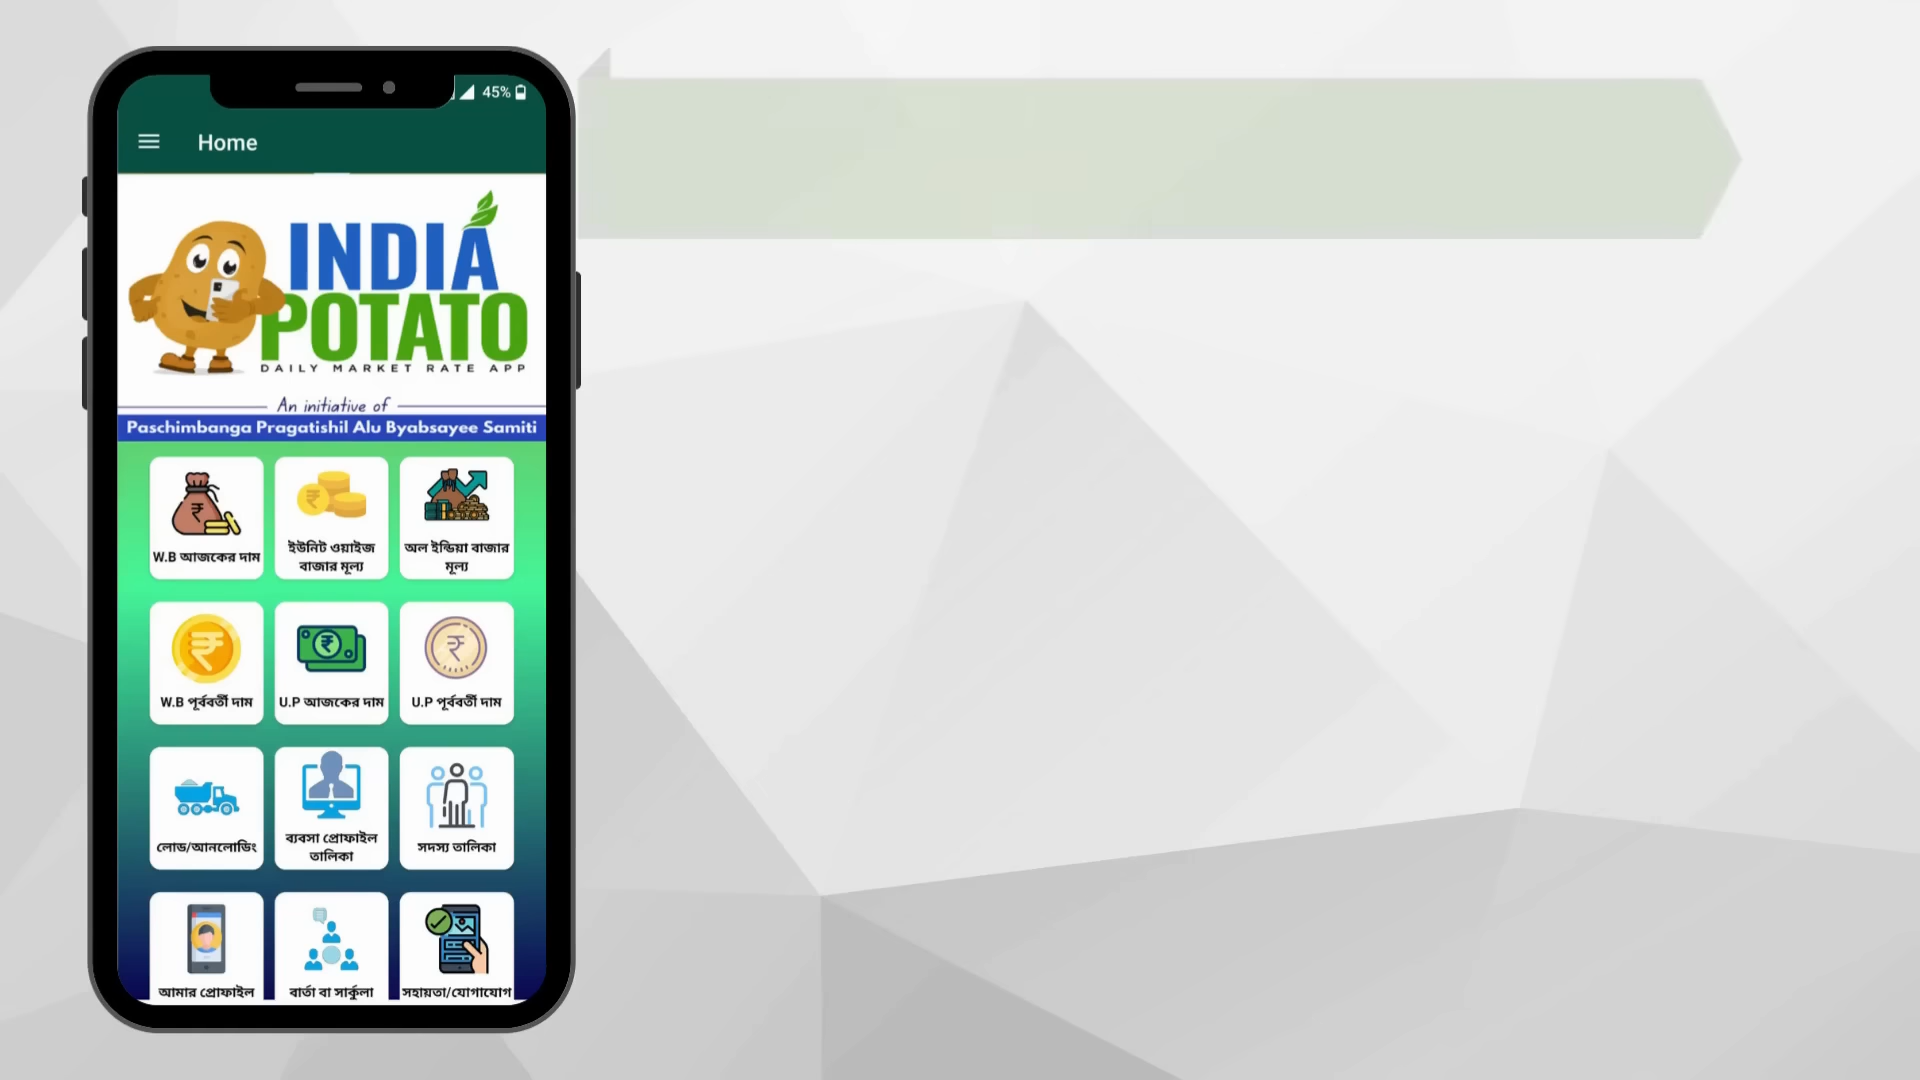 45%
Home
INDIA
POTATO
DAILY MARKET RATE APP
An initiative of
Paschimbanga Pragatishil Alu Byabsayee Samiti
W.B আজকের দাম
ইউনিট ওয়াইজ
বাজার মূল্য
অল ইন্ডিয়া বাজার
মূল্য
W.B পূর্ববর্তী দাম
U.P আজকের দাম
U.P পূর্ববর্তী দাম
লোড/আনলোডিং
ব্যবসা প্রোফাইল
তালিকা
সদস্য তালিকা
আমার প্রোফাইল
বার্তা বা সার্কুলা
সহায়তা/যোগাযোগ